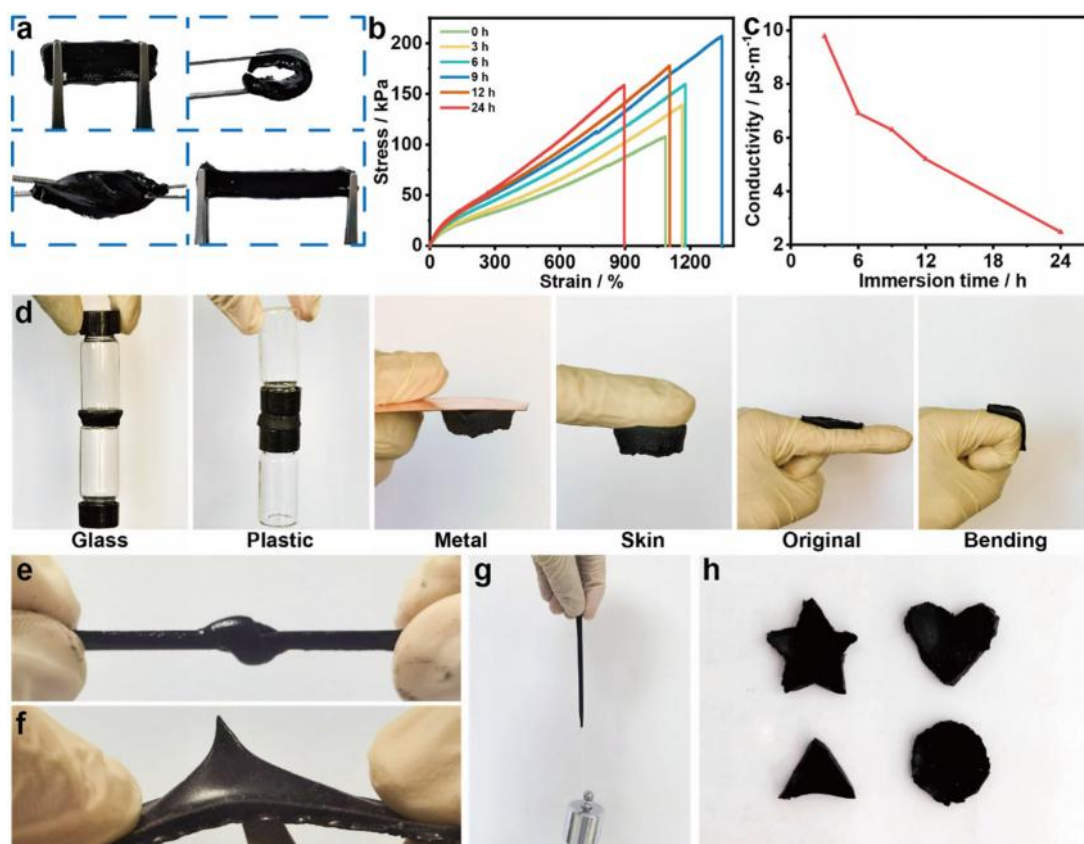 a
b
Stress / kPa
200
150
100
50
0
0 h
3 h
6 h
9 h
12 h
24 h
0 300 600 900 1200
Strain / %
c
Conductivity / µS·m⁻¹
10
8
6
4
2
0 6 12 18 24
Immersion time / h
d
Glass Plastic Metal Skin Original Bending
e
f
g
h